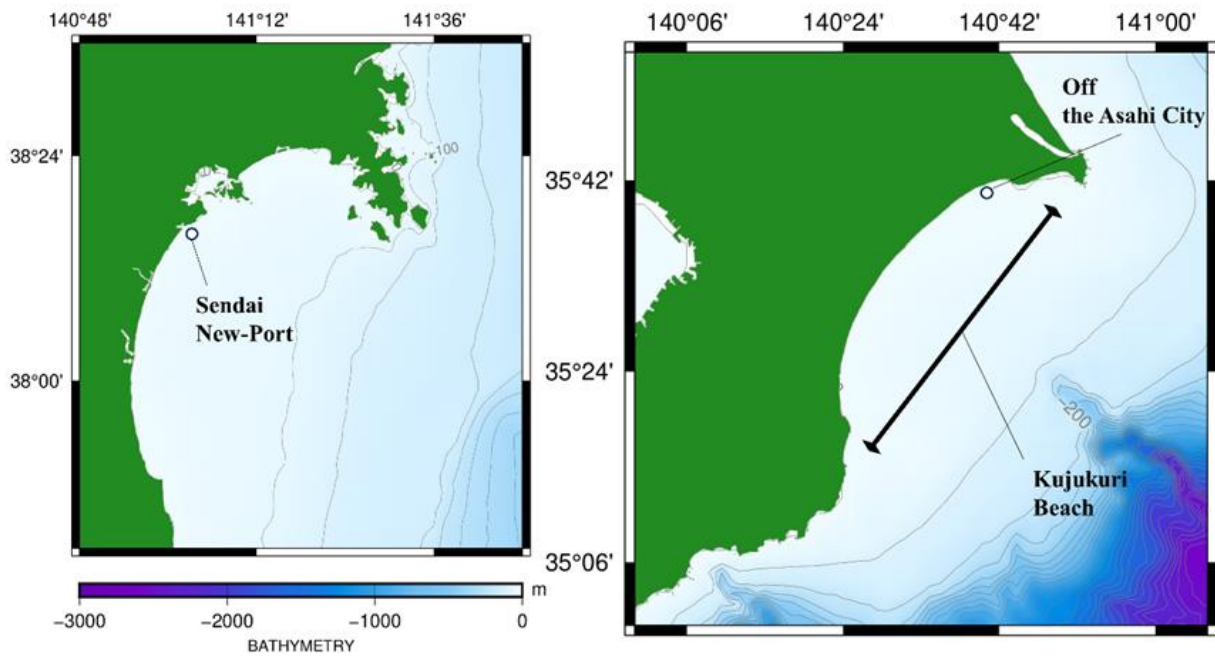 140°48' 141°12' 141°36'
38°24'
38°00'
-100
Sendai
New-Port
−3000 −2000 −1000 0
m
BATHYMETRY
140°06' 140°24' 140°42' 141°00'
35°42'
35°24'
35°06'
Off
the Asahi City
-200
Kujukuri
Beach